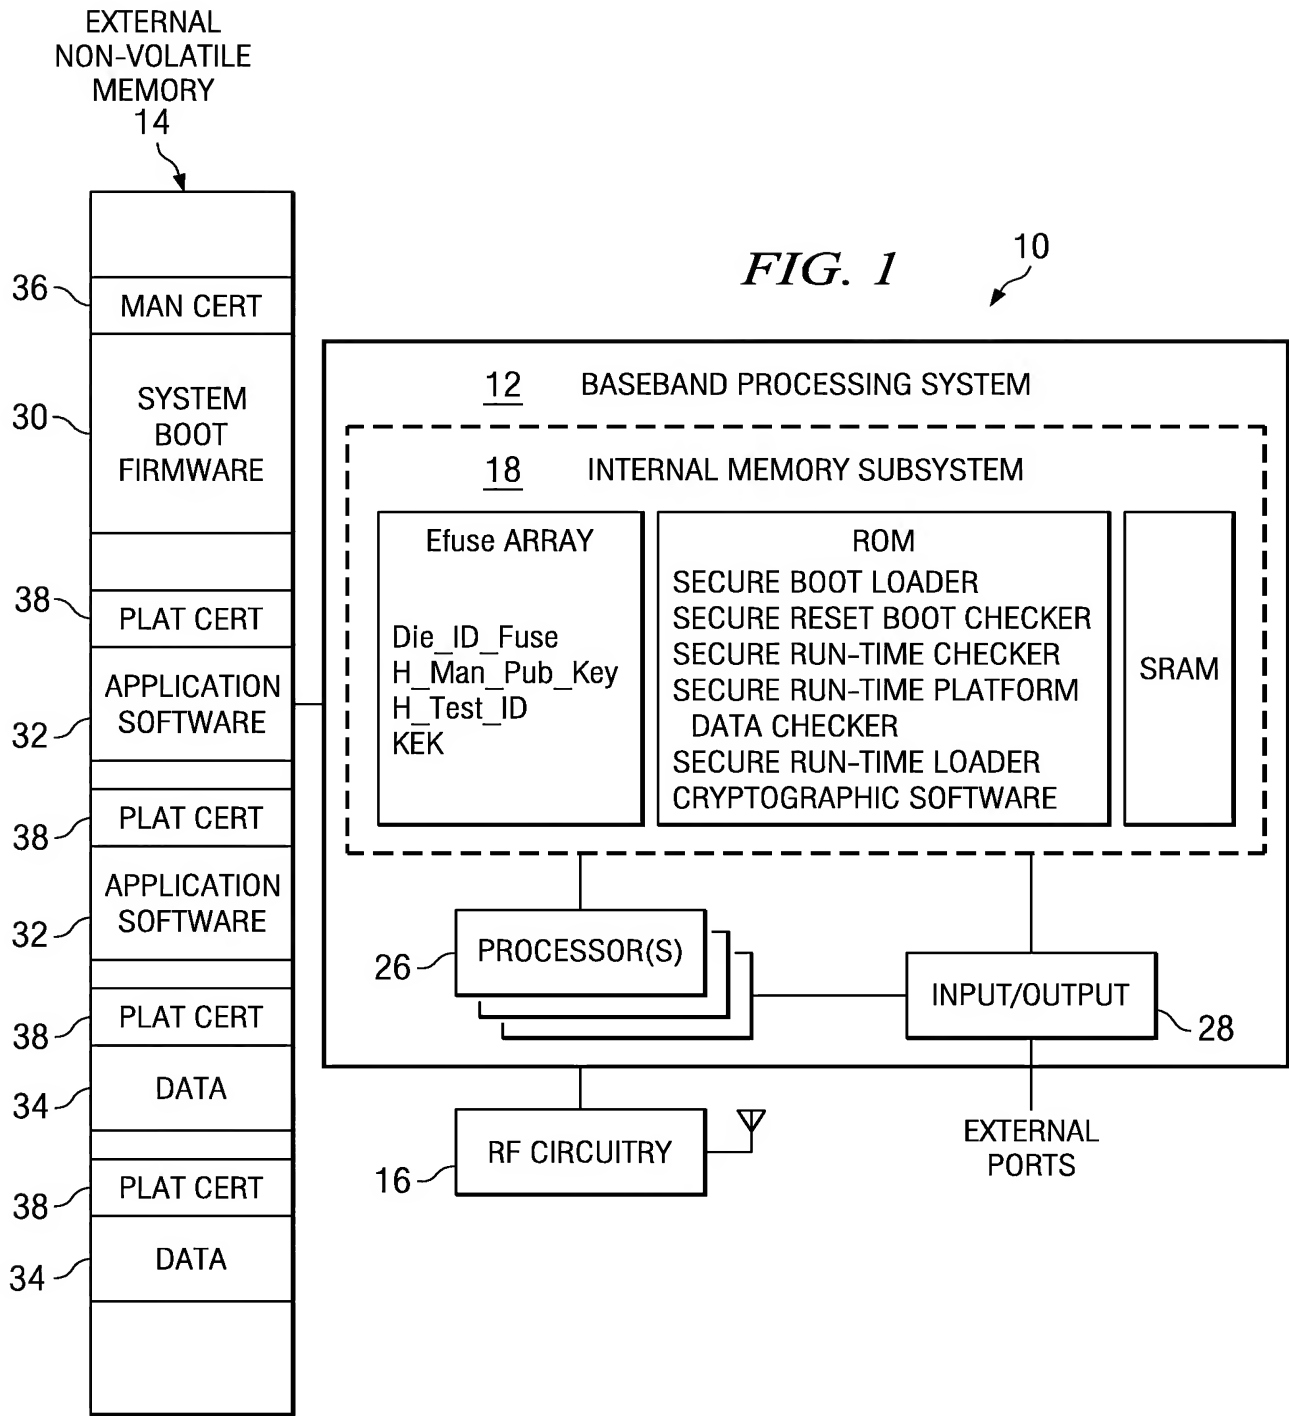 EXTERNAL
NON-VOLATILE
MEMORY
14
36
MAN CERT
30
SYSTEM
BOOT
FIRMWARE
38
PLAT CERT
32
APPLICATION
SOFTWARE
38
PLAT CERT
32
APPLICATION
SOFTWARE
38
PLAT CERT
34
DATA
38
PLAT CERT
34
DATA
FIG. 1
10
12 BASEBAND PROCESSING SYSTEM
18 INTERNAL MEMORY SUBSYSTEM
Efuse ARRAY
Die_ID_Fuse
H_Man_Pub_Key
H_Test_ID
KEK
ROM
SECURE BOOT LOADER
SECURE RESET BOOT CHECKER
SECURE RUN-TIME CHECKER
SECURE RUN-TIME PLATFORM
DATA CHECKER
SECURE RUN-TIME LOADER
CRYPTOGRAPHIC SOFTWARE
SRAM
26
PROCESSOR(S)
INPUT/OUTPUT
28
16
RF CIRCUITRY
EXTERNAL
PORTS